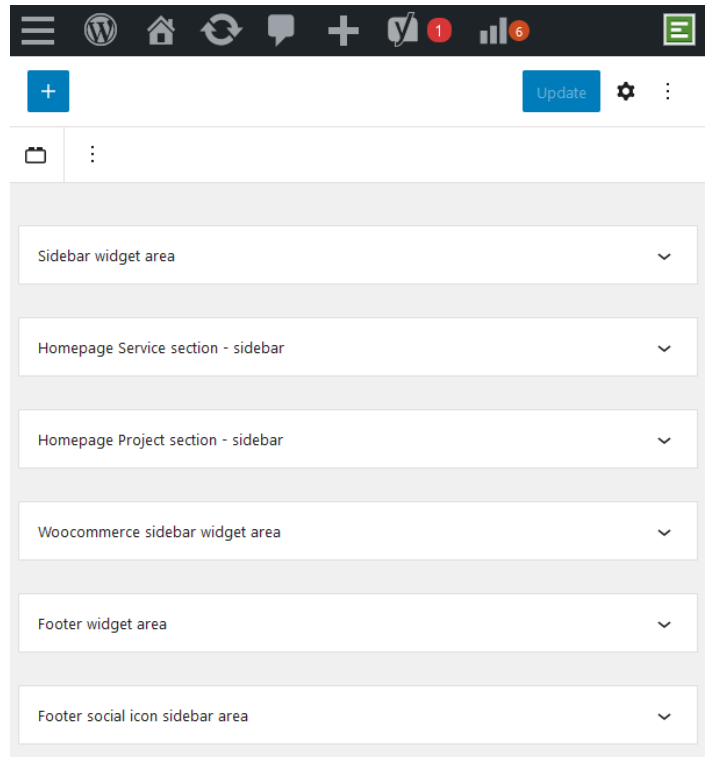 1
6
Update
Sidebar widget area
Homepage Service section - sidebar
Homepage Project section - sidebar
Woocommerce sidebar widget area
Footer widget area
Footer social icon sidebar area